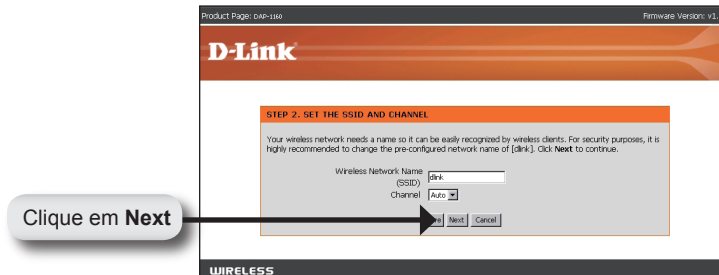 Product Page: DAP-1160 Firmware Version: v1.
D-Link
STEP 2. SET THE SSID AND CHANNEL
Your wireless network needs a name so it can be easily recognized by wireless clients. For security purposes, it is
highly recommended to change the pre-configured network name of [dlink]. Click Next to continue.
Wireless Network Name dlink
(SSID)
Channel Auto
Clique em Next
Next Cancel
WIRELESS